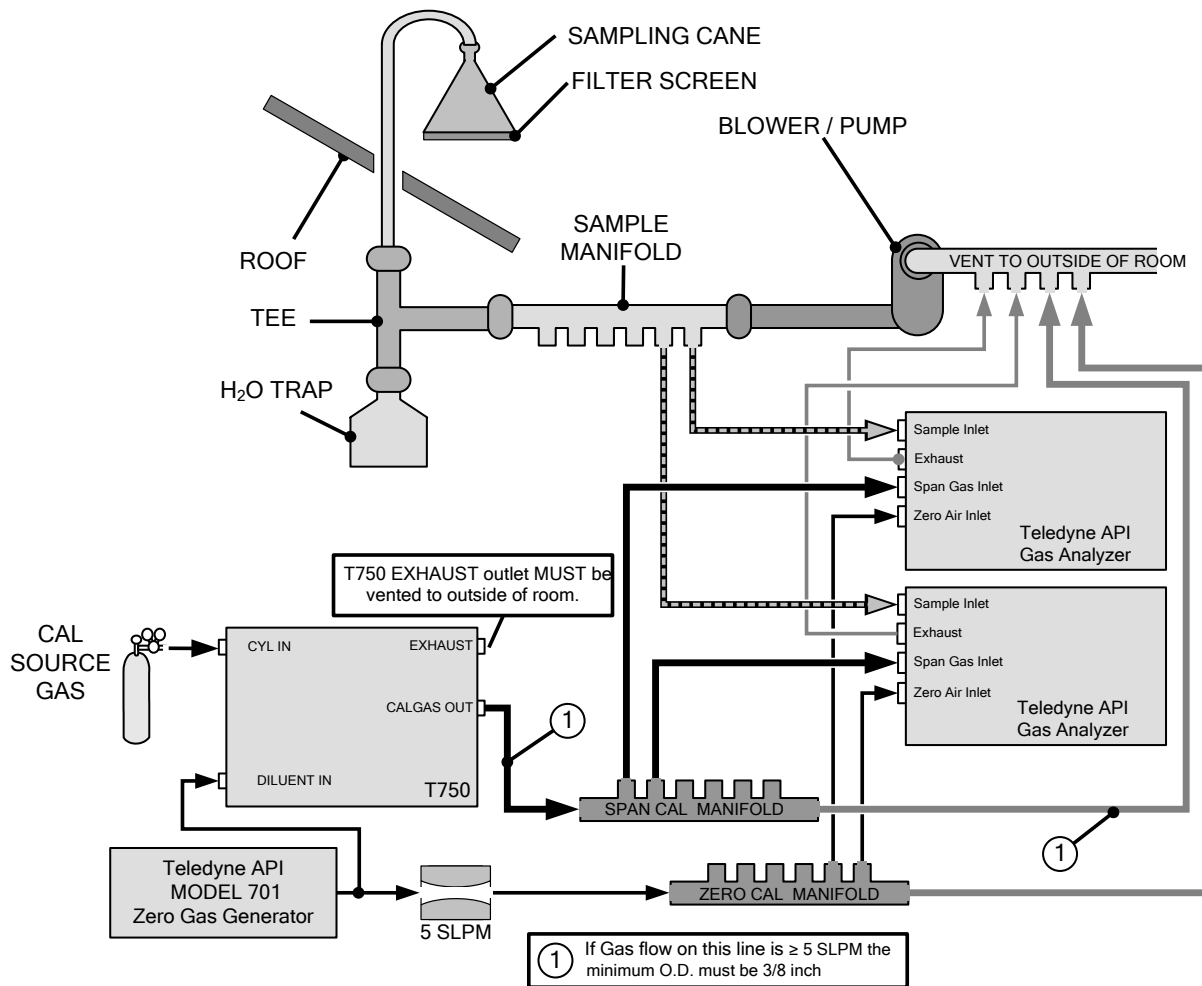 SAMPLING CANE
FILTER SCREEN
BLOWER / PUMP
ROOF
SAMPLE
MANIFOLD
VENT TO OUTSIDE OF ROOM
TEE
H₂O TRAP
Sample Inlet
Exhaust
Span Gas Inlet
Zero Air Inlet
Teledyne API
Gas Analyzer
T750 EXHAUST outlet MUST be
vented to outside of room.
Sample Inlet
Exhaust
Span Gas Inlet
Zero Air Inlet
Teledyne API
Gas Analyzer
CAL
SOURCE
GAS
CYL IN
EXHAUST
CALGAS OUT
DILUENT IN
T750
1
SPAN CAL MANIFOLD
1
Teledyne API
MODEL 701
Zero Gas Generator
5 SLPM
ZERO CAL MANIFOLD
1 If Gas flow on this line is ≥ 5 SLPM the
minimum O.D. must be 3/8 inch